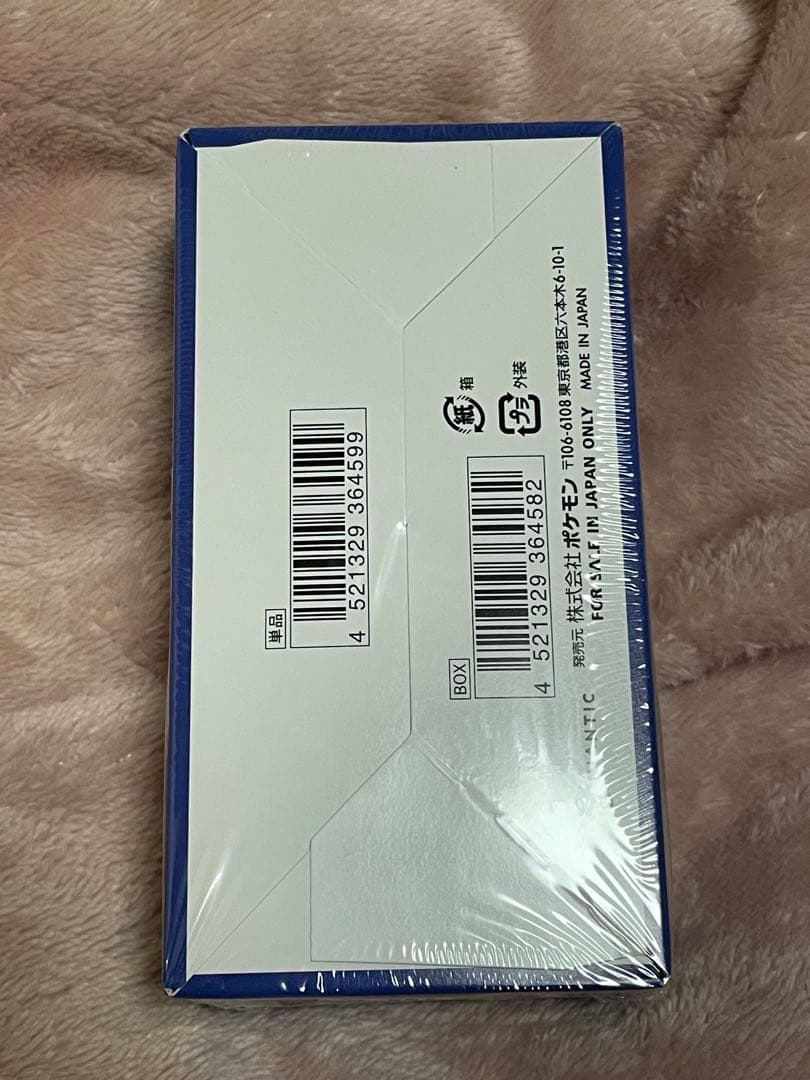 単品
4 521329 364599
BOX
4 521329 364582
紙 箱
プラ 外装
発売元 株式会社 ポケモン 〒106-6108 東京都港区六本木6-10-1
FOR SALE IN JAPAN ONLY MADE IN JAPAN